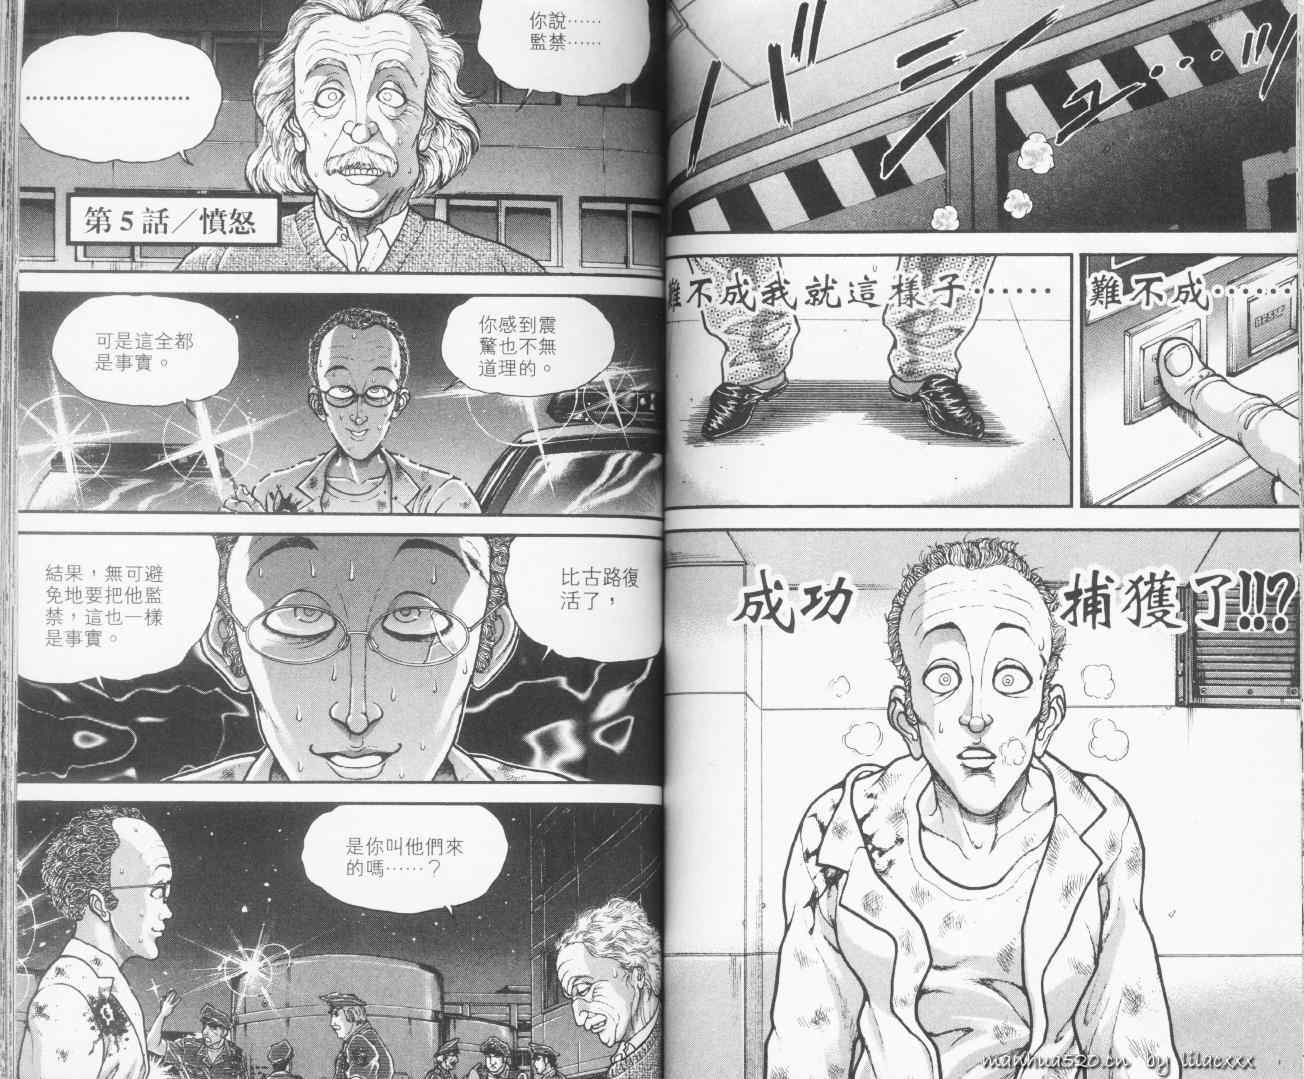 バシュ…ッ
難不成……
難不成我就這樣子……
成功
捕獲了!!!?
你說……
監禁……
………………………
第5話／憤怒
你感到震
驚也不無
道理的。
可是這全都
是事實。
比古路復
活了，
結果，無可避
免地要把他監
禁，這也一樣
是事實。
是你叫他們來
的嗎……？
manhua520.cn by lilacxxx